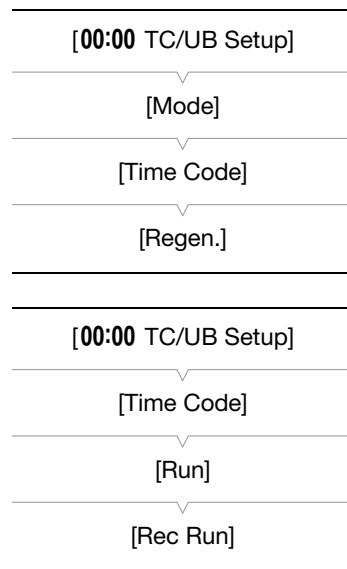 [00:00 TC/UB Setup]
[Mode]
[Time Code]
[Regen.]
[00:00 TC/UB Setup]
[Time Code]
[Run]
[Rec Run]